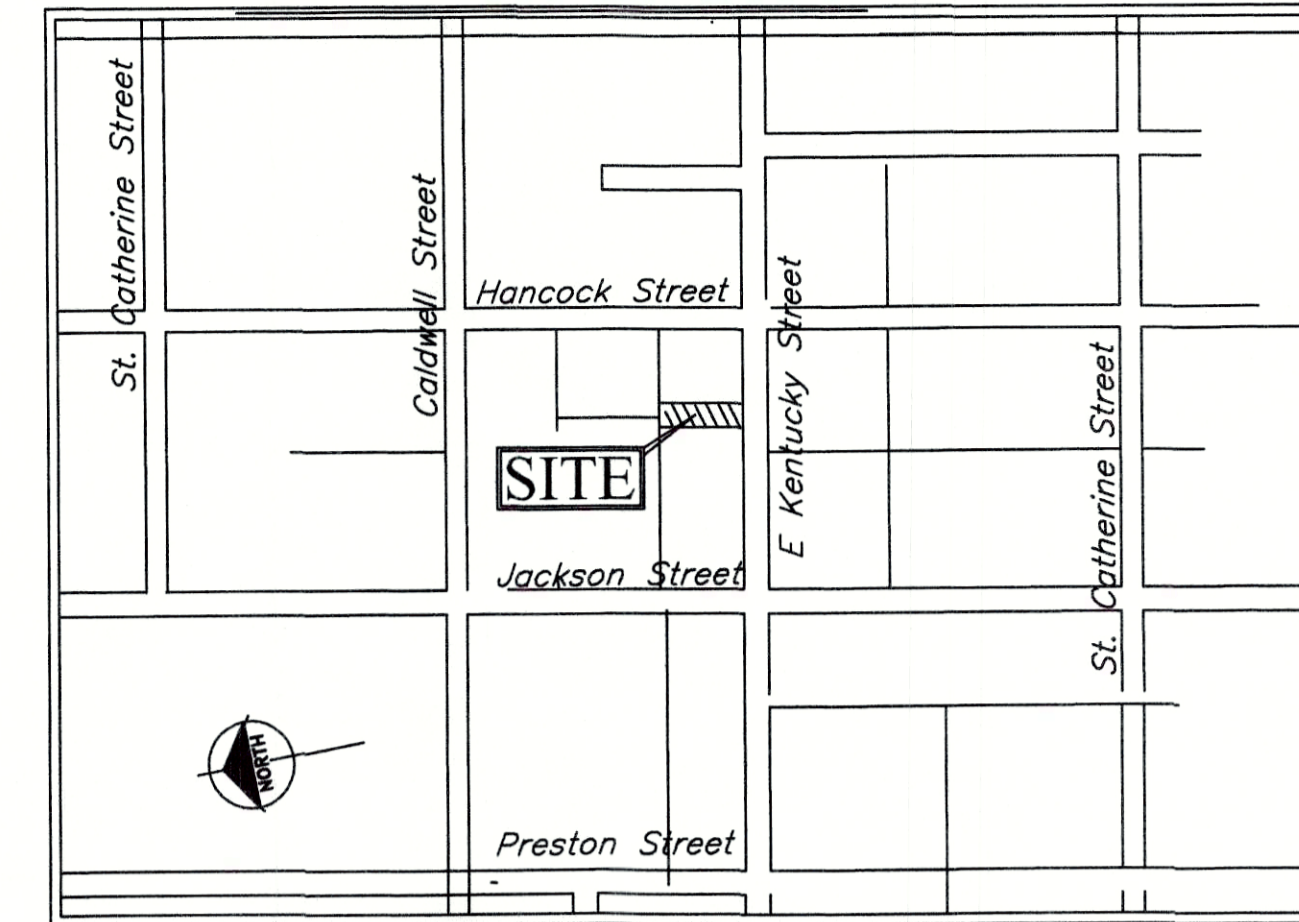 St. Catherine Street
Caldwell Street
Hancock Street
E Kentucky Street
St. Catherine Street
SITE
Jackson Street
NORTH
Preston Street